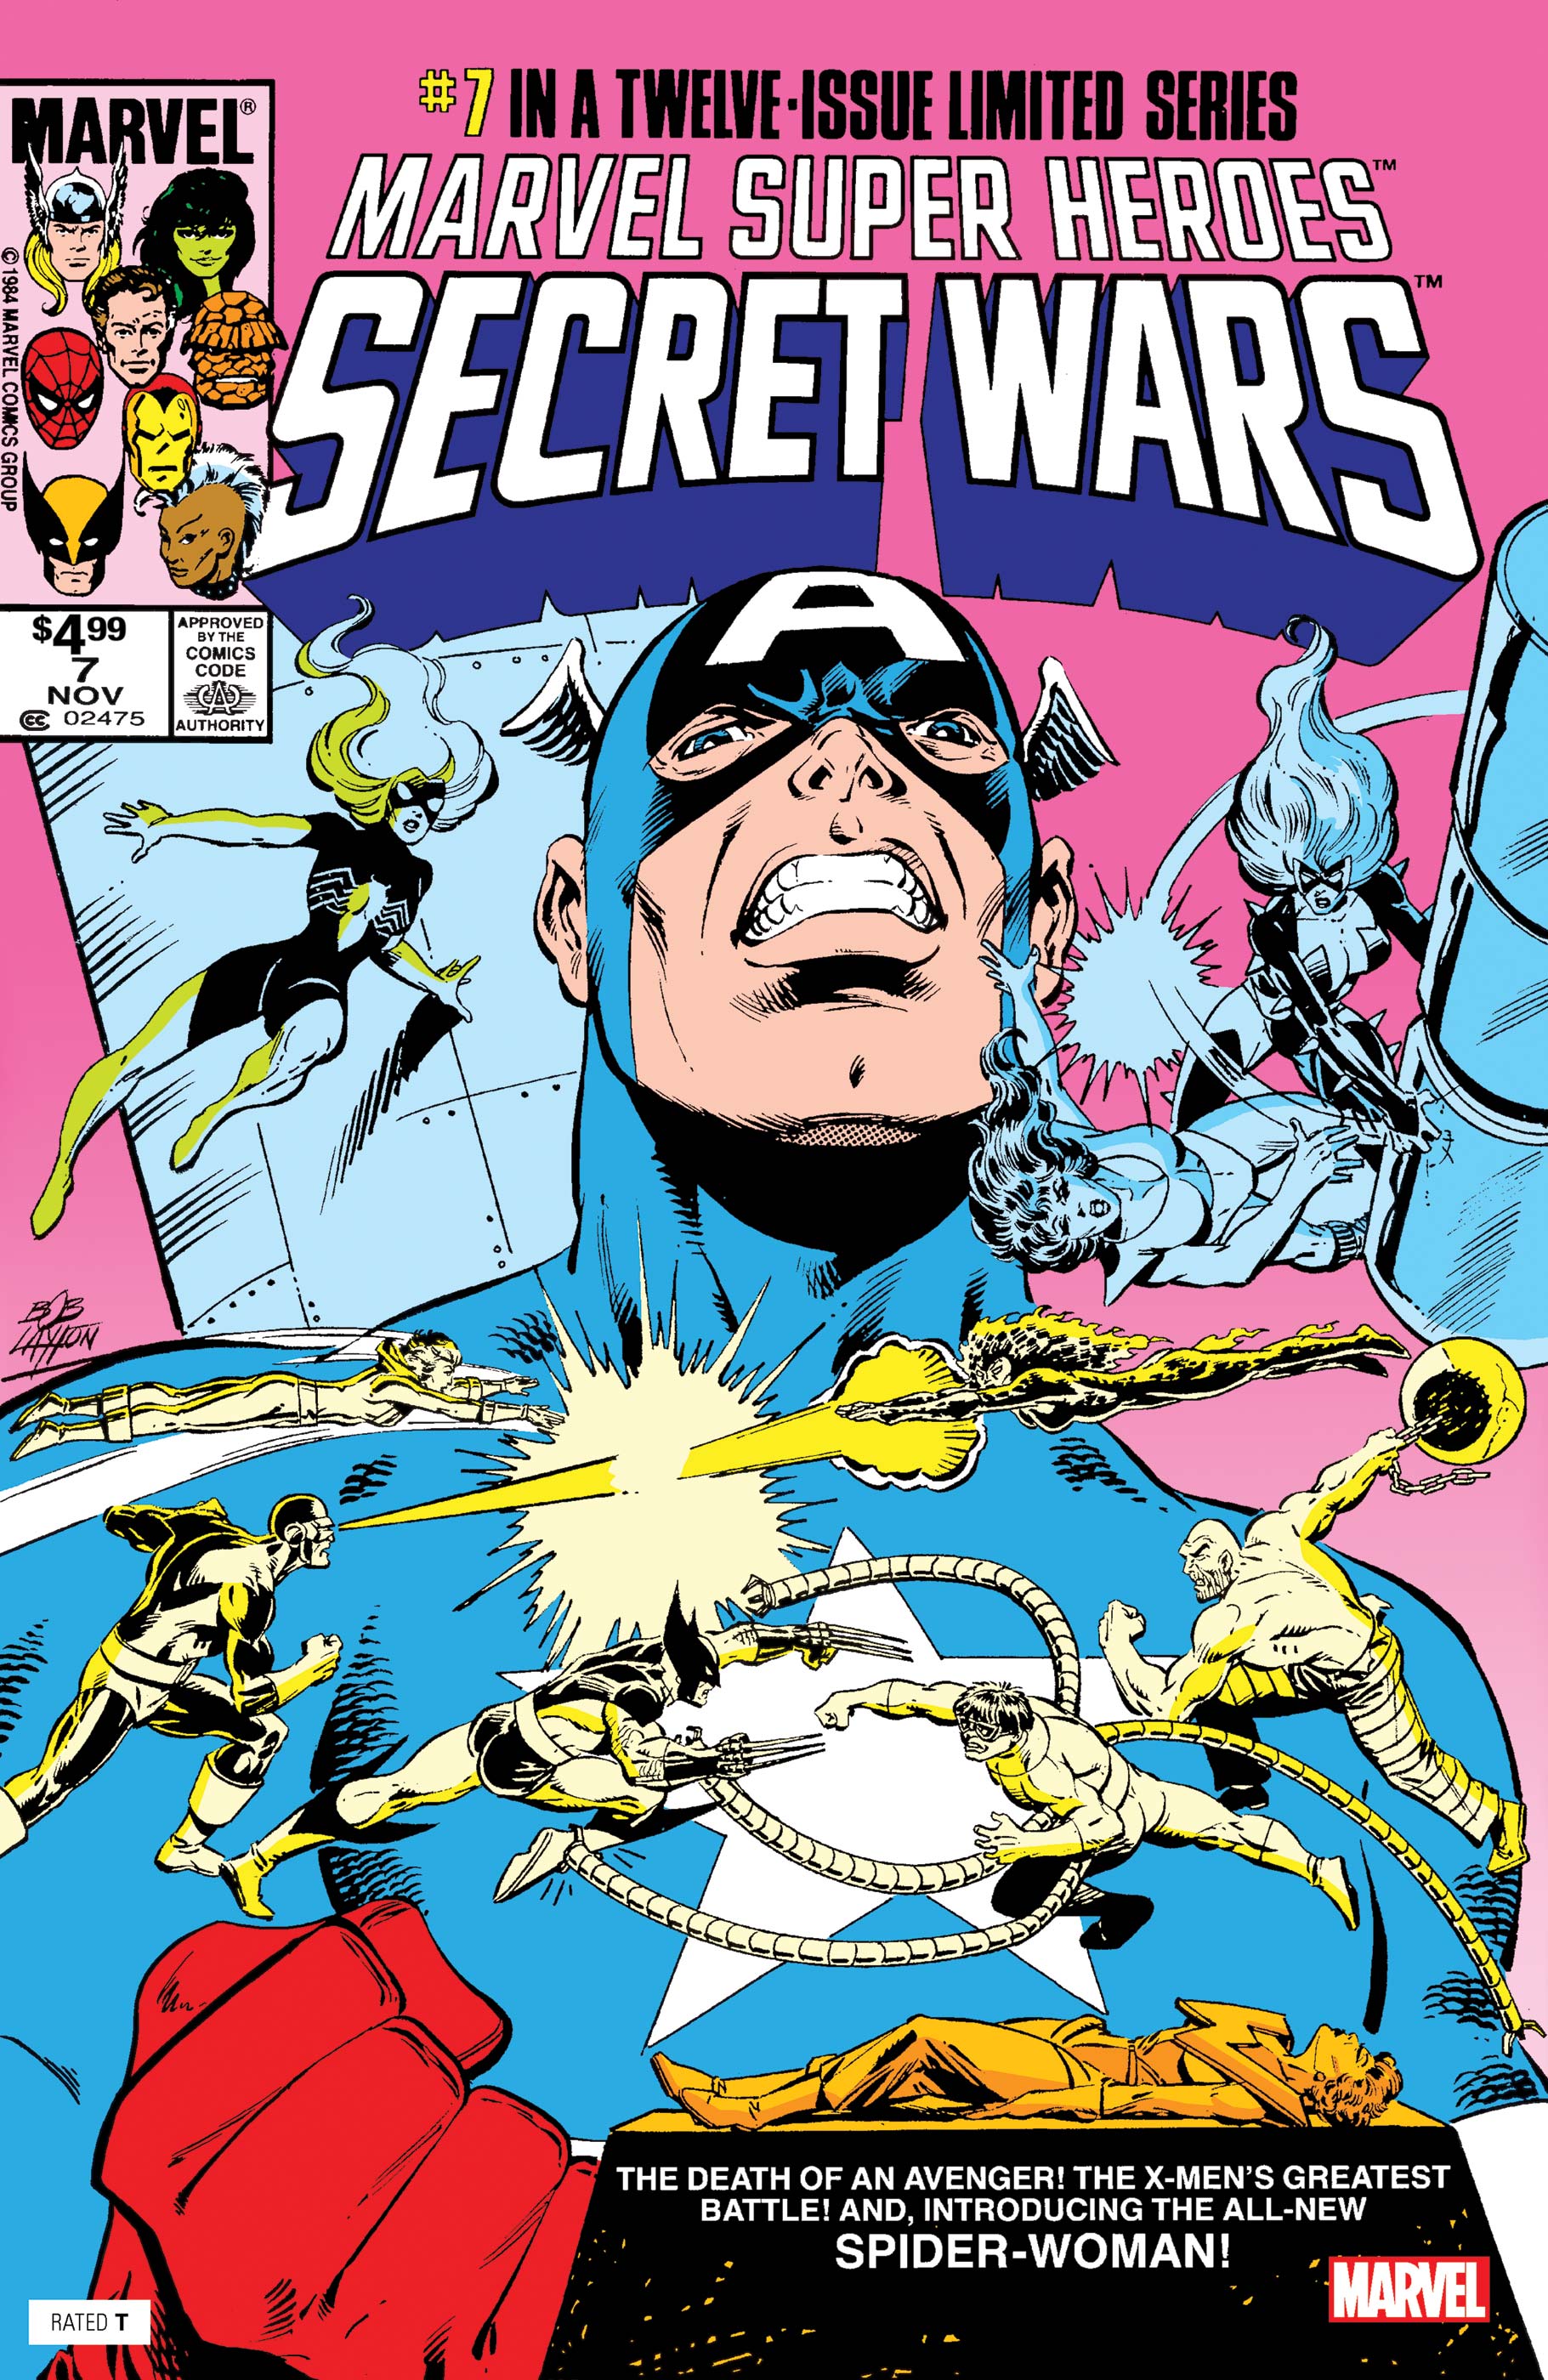 #7 IN A TWELVE-ISSUE LIMITED SERIES
MARVEL SUPER HEROES™
SECRET WARS™
MARVEL®
© 1984 MARVEL COMICS GROUP
$4.99
7
NOV
CC 02475
APPROVED
BY THE
COMICS
CODE
CA
AUTHORITY
A
BOB
LAYTON
THE DEATH OF AN AVENGER! THE X-MEN'S GREATEST
BATTLE! AND, INTRODUCING THE ALL-NEW
SPIDER-WOMAN!
MARVEL
RATED T